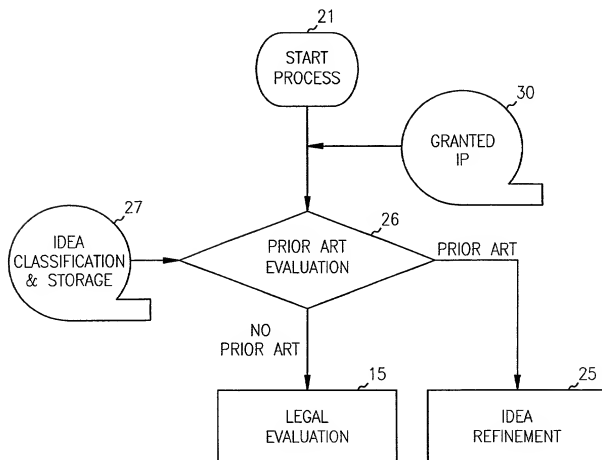 21
START
PROCESS
30
GRANTED
IP
27
IDEA
CLASSIFICATION
& STORAGE
26
PRIOR ART
EVALUATION
PRIOR ART
NO
PRIOR ART
15
LEGAL
EVALUATION
25
IDEA
REFINEMENT